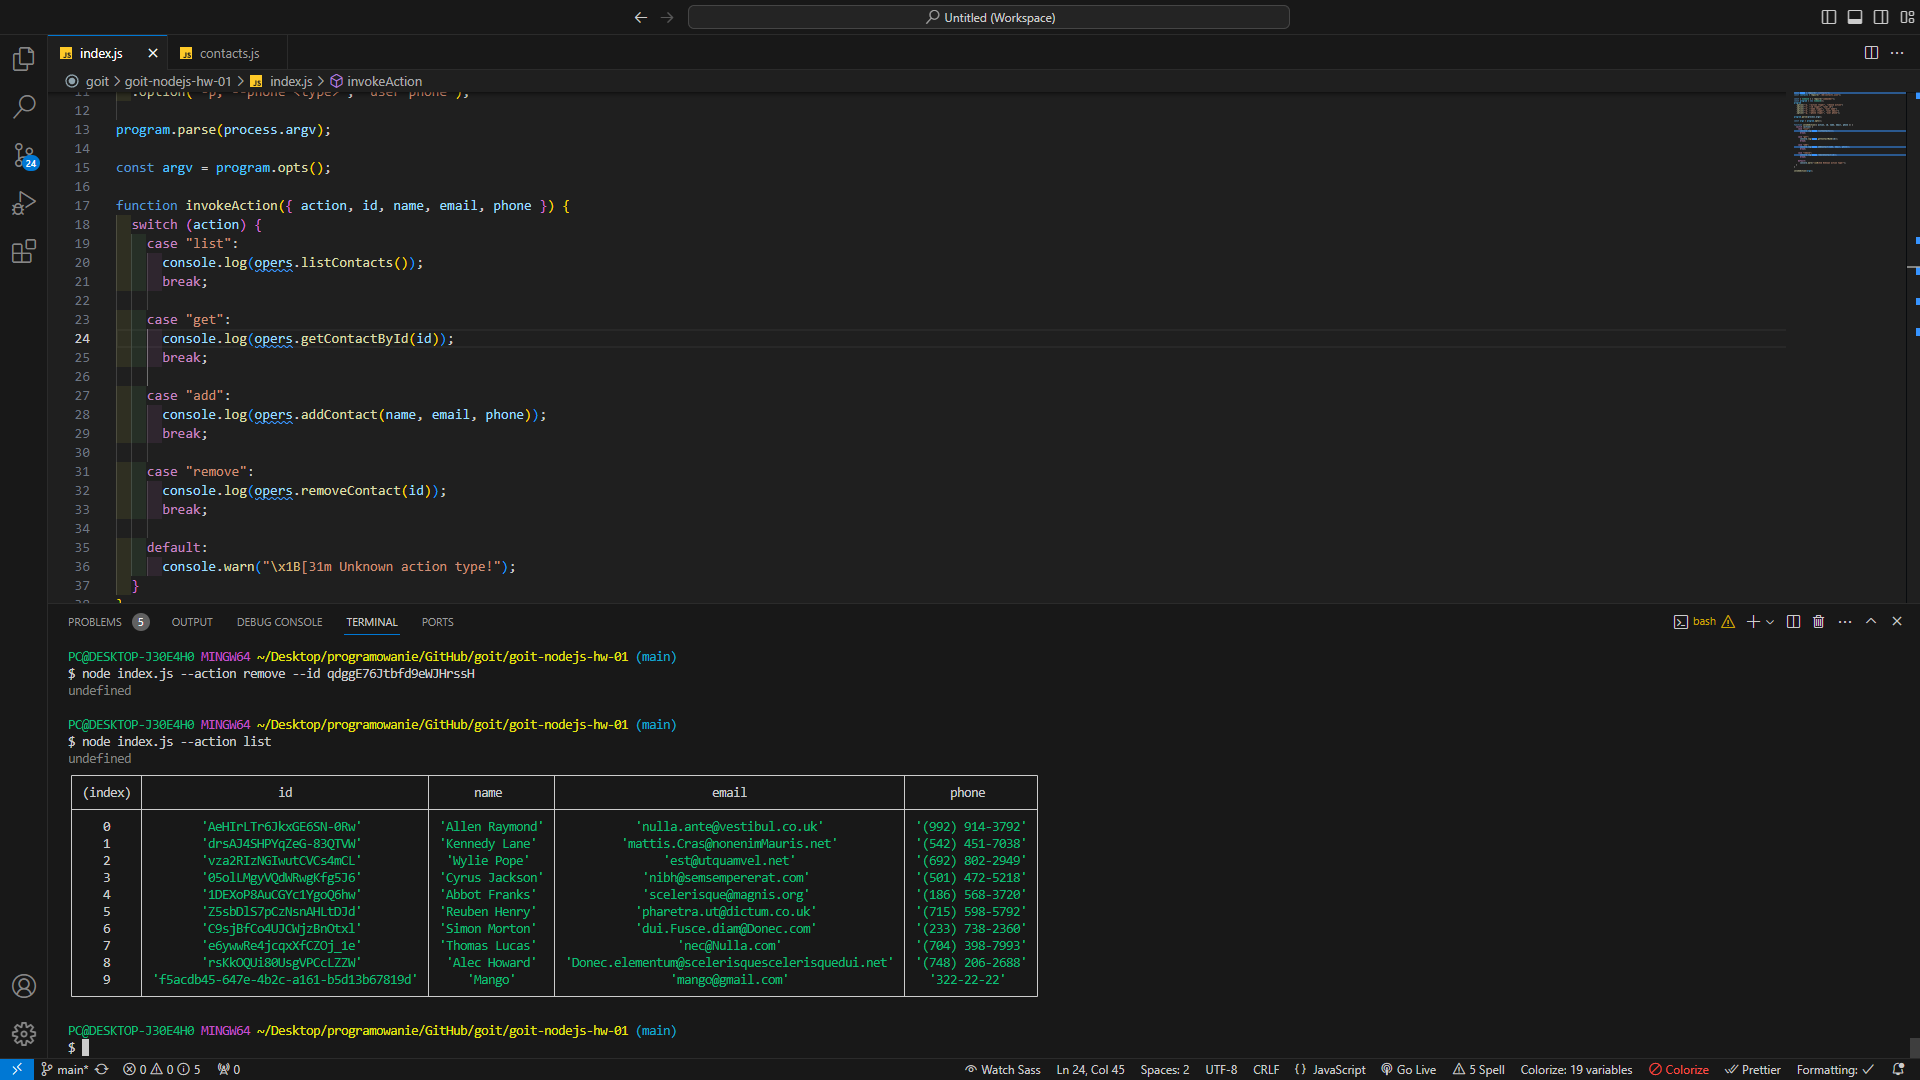 Untitled (Workspace)
index.js
contacts.js
goit > goit-nodejs-hw-01 > index.js > invokeAction
12
13 program.parse(process.argv);
14
15 const argv = program.opts();
16
17 function invokeAction({ action, id, name, email, phone }) {
18 switch (action) {
19 case "list":
20 console.log(opers.listContacts());
21 break;
22
23 case "get":
24 console.log(opers.getContactById(id));
25 break;
26
27 case "add":
28 console.log(opers.addContact(name, email, phone));
29 break;
30
31 case "remove":
32 console.log(opers.removeContact(id));
33 break;
34
35 default:
36 console.warn("\x1B[31m Unknown action type!");
37 }
24
PROBLEMS 5 OUTPUT DEBUG CONSOLE TERMINAL PORTS
bash
PC@DESKTOP-J30E4H0 MINGW64 ~/Desktop/programowanie/GitHub/goit/goit-nodejs-hw-01 (main)
$ node index.js --action remove --id qdggE76Jtbfd9eWJHrssH
undefined
PC@DESKTOP-J30E4H0 MINGW64 ~/Desktop/programowanie/GitHub/goit/goit-nodejs-hw-01 (main)
$ node index.js --action list
undefined
(index) id name email phone
0 'AeHIrLTr6JkxGE6SN-0Rw' 'Allen Raymond' 'nulla.ante@vestibul.co.uk' '(992) 914-3792'
1 'drsAJ4SHPYqZeG-83QTVW' 'Kennedy Lane' 'mattis.Cras@nonenimMauris.net' '(542) 451-7038'
2 'vza2RIzNGIwutCVCs4mCL' 'Wylie Pope' 'est@utquamvel.net' '(692) 802-2949'
3 '05olLMgyVQdWRwgKfg5J6' 'Cyrus Jackson' 'nibh@semsempererat.com' '(501) 472-5218'
4 '1DEXoP8AuCGYc1YgoQ6hw' 'Abbot Franks' 'scelerisque@magnis.org' '(186) 568-3720'
5 'Z5sbDlS7pCzNsnAHLtDJd' 'Reuben Henry' 'pharetra.ut@dictum.co.uk' '(715) 598-5792'
6 'C9sjBfCo4UJCWjzBnOtxl' 'Simon Morton' 'dui.Fusce.diam@Donec.com' '(233) 738-2360'
7 'e6ywwRe4jcqxXfCZOj_1e' 'Thomas Lucas' 'nec@Nulla.com' '(704) 398-7993'
8 'rsKkOQUi80UsgVPCcLZZW' 'Alec Howard' 'Donec.elementum@scelerisquescelerisquedui.net' '(748) 206-2688'
9 'f5acdb45-647e-4b2c-a161-b5d13b67819d' 'Mango' 'mango@gmail.com' '322-22-22'
PC@DESKTOP-J30E4H0 MINGW64 ~/Desktop/programowanie/GitHub/goit/goit-nodejs-hw-01 (main)
$
main* 0 0 5 0 Watch Sass Ln 24, Col 45 Spaces: 2 UTF-8 CRLF {} JavaScript Go Live 5 Spell Colorize: 19 variables Colorize Prettier Formatting: